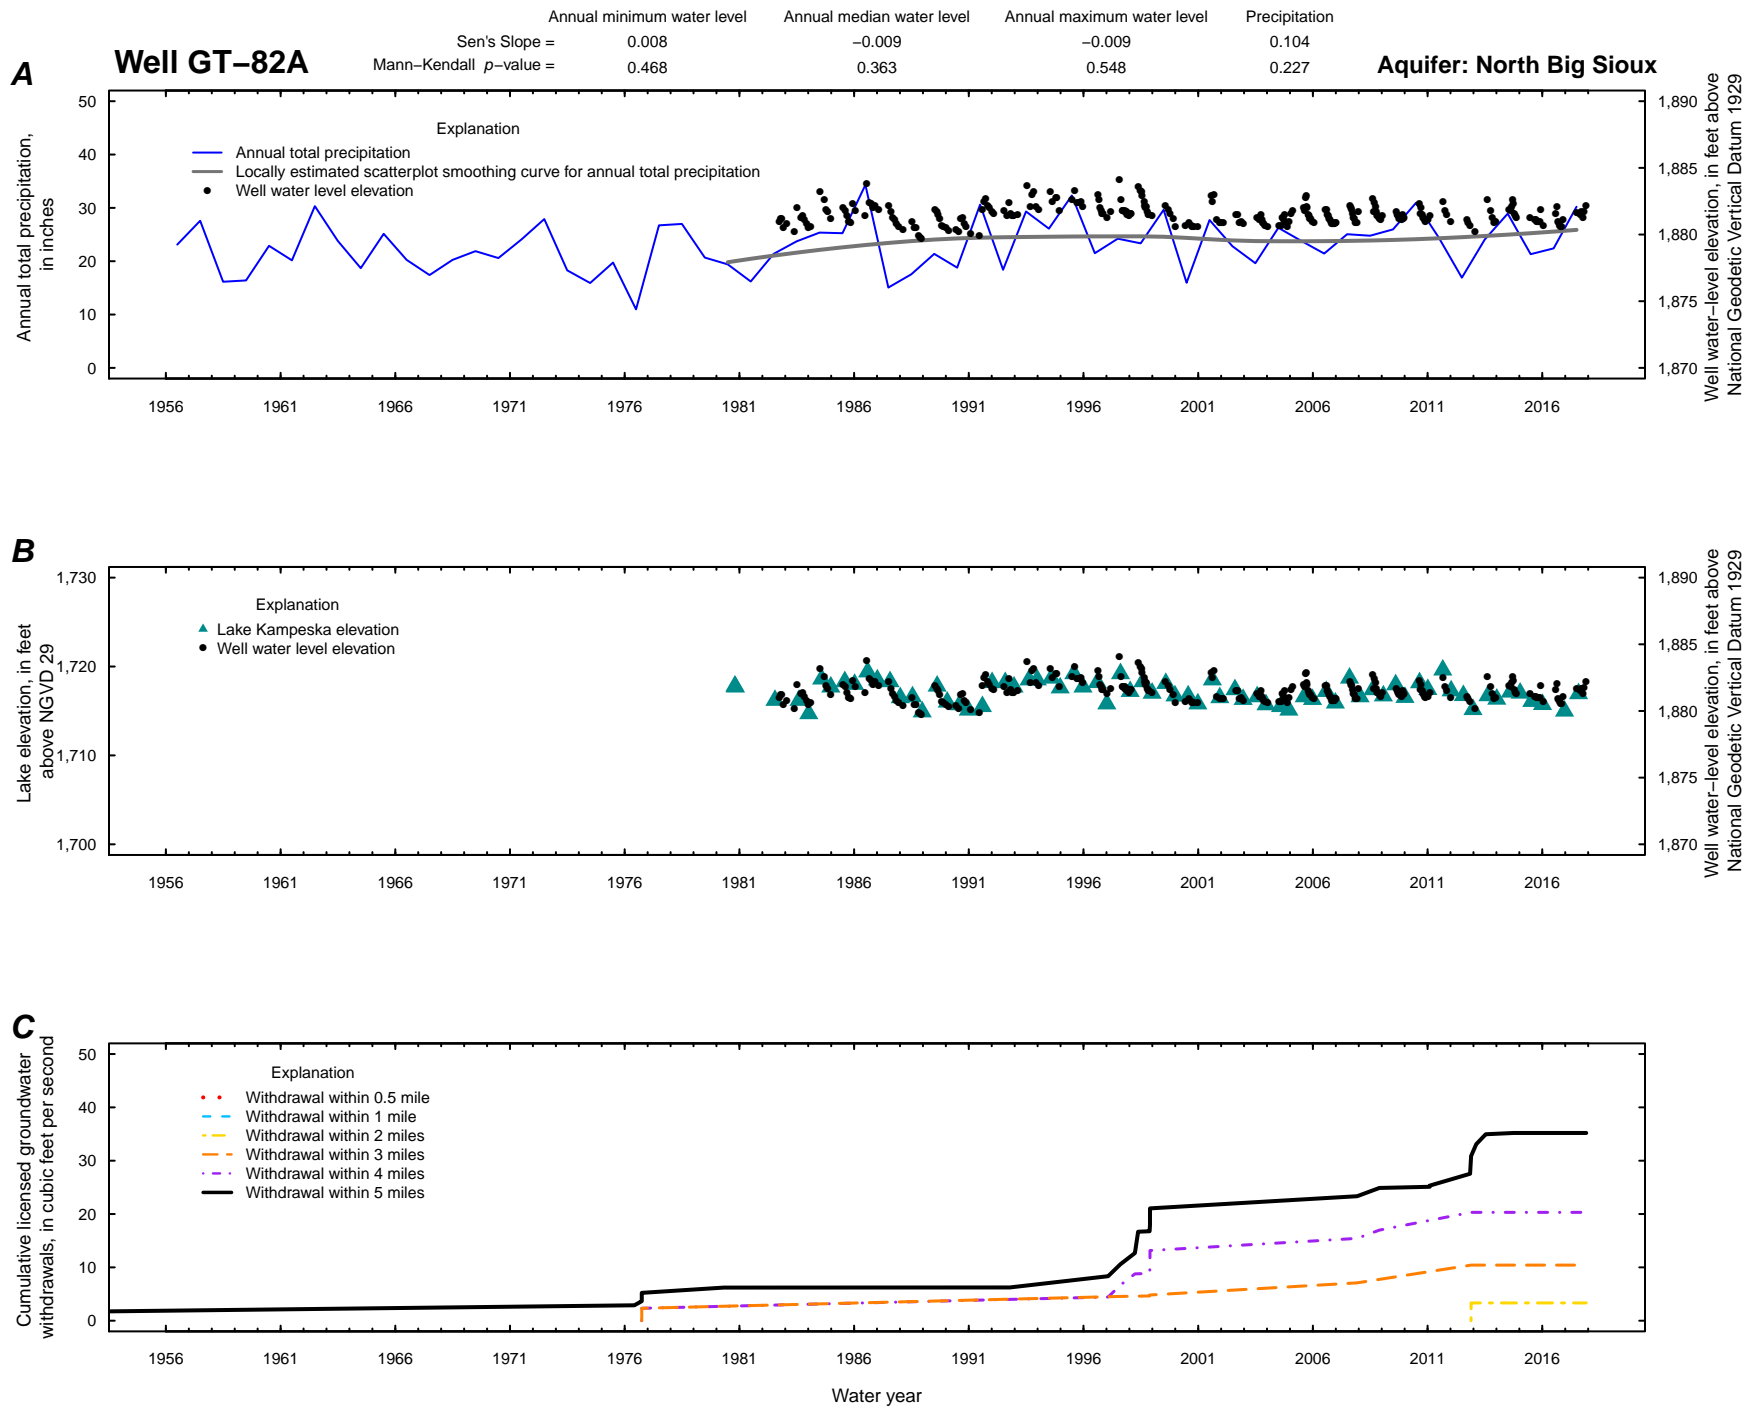 Annual minimum water level Annual median water level Annual maximum water level Precipitation
Sen's Slope = 0.008 −0.009 −0.009 0.104
Mann−Kendall p−value = 0.468 0.363 0.548 0.227
Well GT−82A
Aquifer: North Big Sioux
A
Annual total precipitation,
in inches
50
40
30
20
10
0
Explanation
Annual total precipitation
Locally estimated scatterplot smoothing curve for annual total precipitation
Well water level elevation
1,890
1,885
1,880
1,875
1,870
Well water−level elevation, in feet above
National Geodetic Vertical Datum 1929
1956 1961 1966 1971 1976 1981 1986 1991 1996 2001 2006 2011 2016
B
Lake elevation, in feet
above NGVD 29
1,730
1,720
1,710
1,700
Explanation
Lake Kampeska elevation
Well water level elevation
1,890
1,885
1,880
1,875
1,870
Well water−level elevation, in feet above
National Geodetic Vertical Datum 1929
1956 1961 1966 1971 1976 1981 1986 1991 1996 2001 2006 2011 2016
C
Cumulative licensed groundwater
withdrawals, in cubic feet per second
50
40
30
20
10
0
Explanation
Withdrawal within 0.5 mile
Withdrawal within 1 mile
Withdrawal within 2 miles
Withdrawal within 3 miles
Withdrawal within 4 miles
Withdrawal within 5 miles
1956 1961 1966 1971 1976 1981 1986 1991 1996 2001 2006 2011 2016
Water year